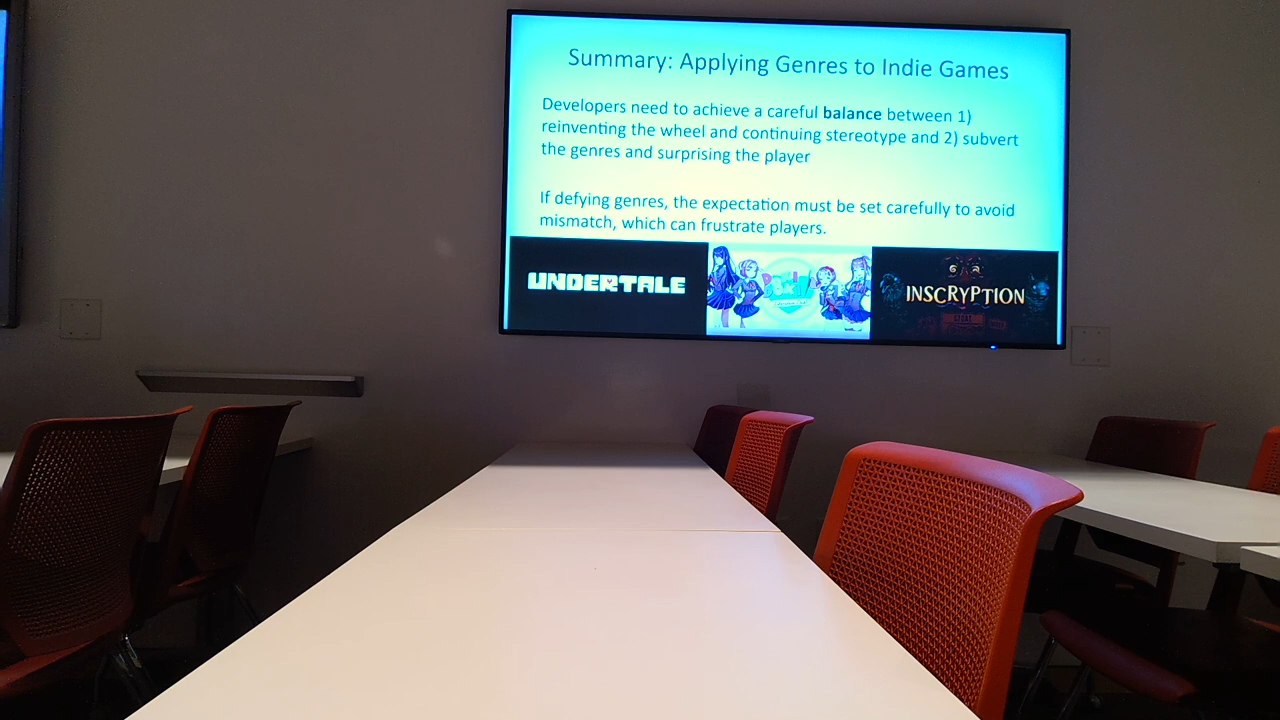 Summary: Applying Genres to Indie Games
Developers need to achieve a careful balance between 1)
reinventing the wheel and continuing stereotype and 2) subvert
the genres and surprising the player
If defying genres, the expectation must be set carefully to avoid
mismatch, which can frustrate players.
UNDERTALE
INSCRYPTION
START